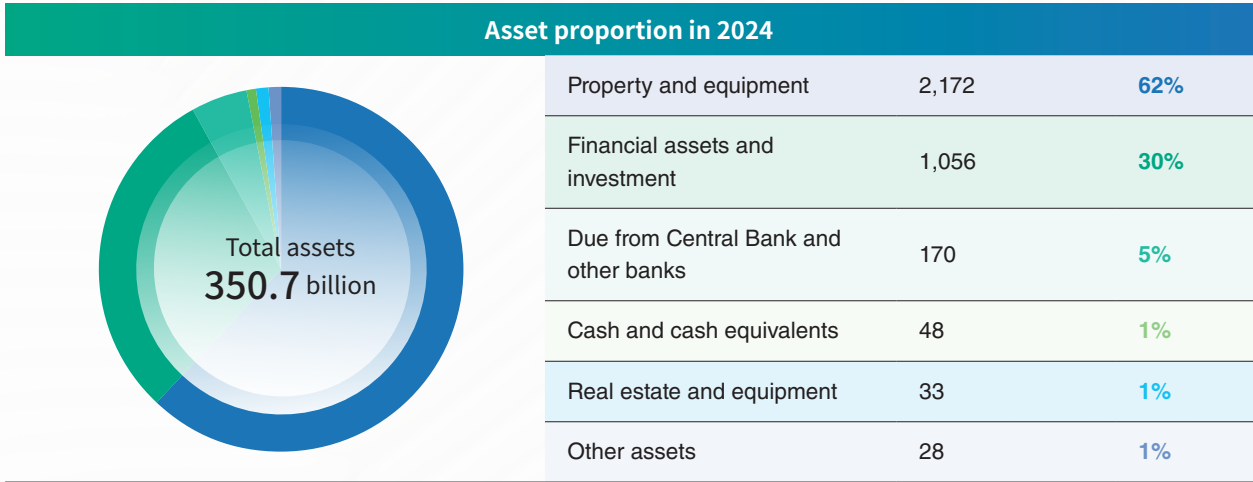 Asset proportion in 2024
Total assets
350.7 billion
Property and equipment 2,172 62%
Financial assets and
investment 1,056 30%
Due from Central Bank and
other banks 170 5%
Cash and cash equivalents 48 1%
Real estate and equipment 33 1%
Other assets 28 1%